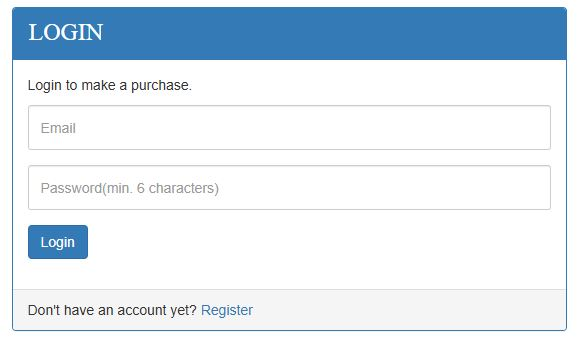 LOGIN
Login to make a purchase.
Email
Password(min. 6 characters)
Login
Don't have an account yet? Register